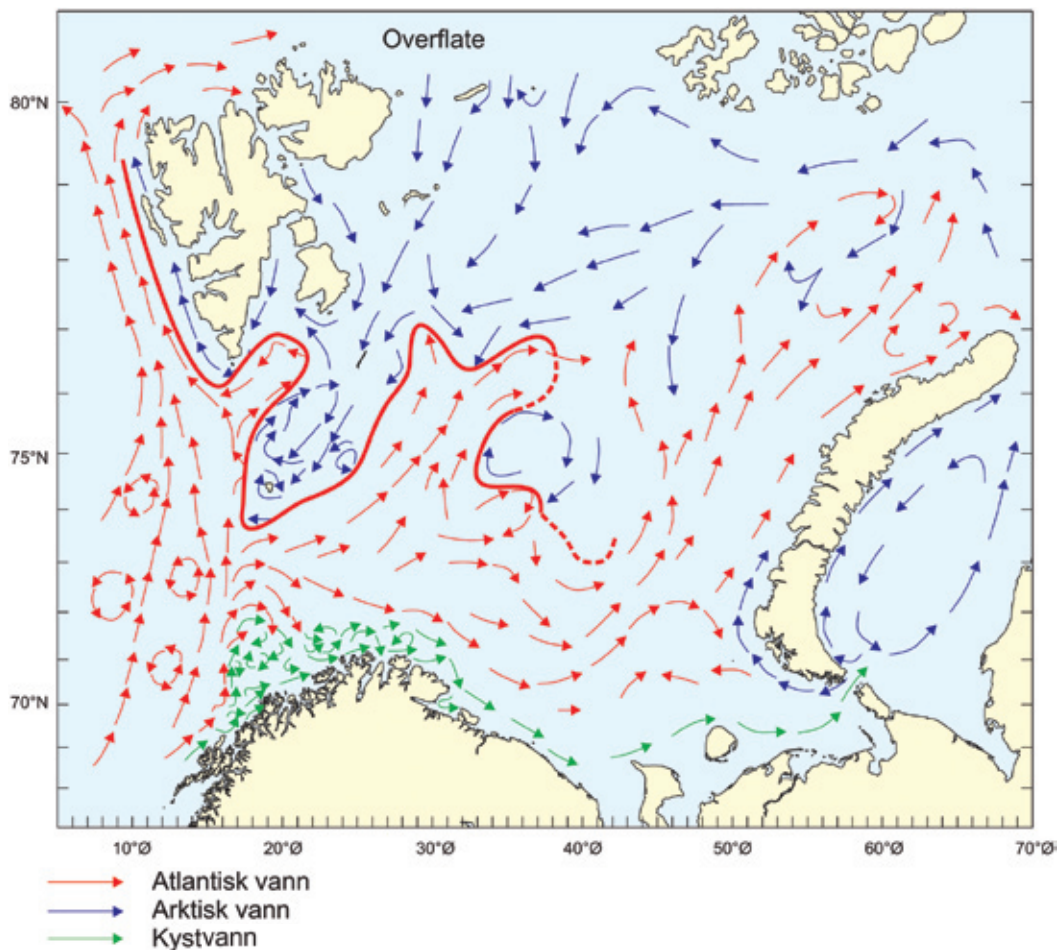 Overflate
80°N
75°N
70°N
10°Ø
20°Ø
30°Ø
40°Ø
50°Ø
60°Ø
70°Ø
Atlantisk vann
Arktisk vann
Kystvann